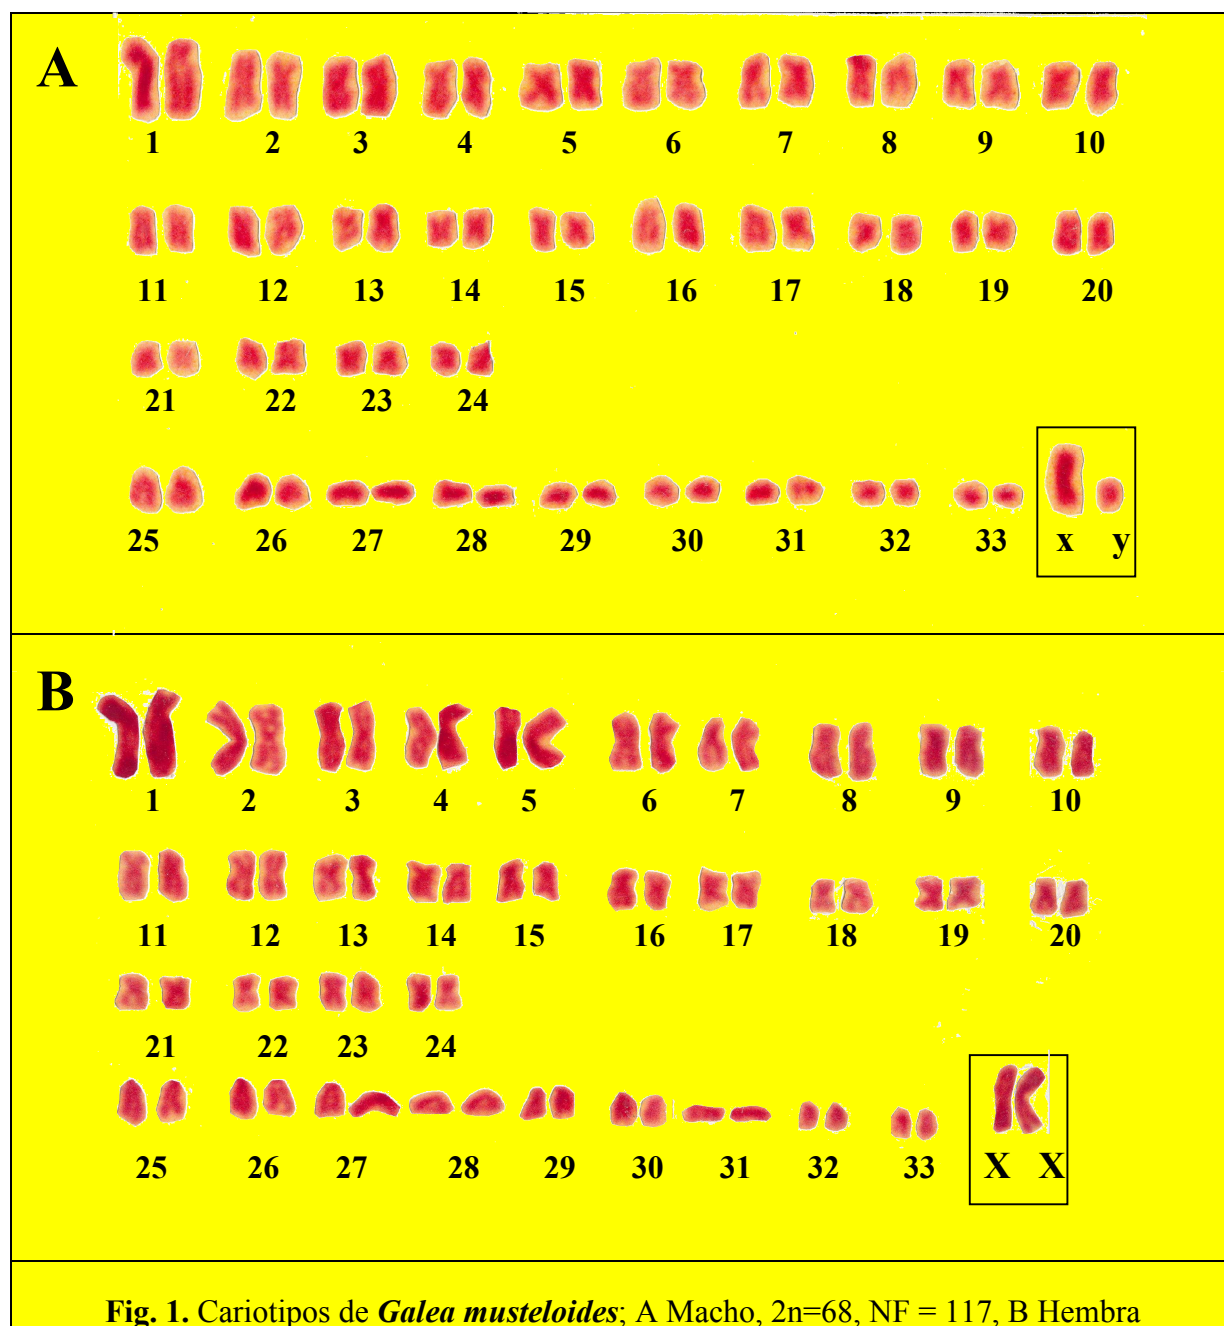 A
1 2 3 4 5 6 7 8 9 10
11 12 13 14 15 16 17 18 19 20
21 22 23 24
25 26 27 28 29 30 31 32 33 x y
B
1 2 3 4 5 6 7 8 9 10
11 12 13 14 15 16 17 18 19 20
21 22 23 24
25 26 27 28 29 30 31 32 33 X X
Fig. 1. Cariotipos de Galea musteloides; A Macho, 2n=68, NF = 117, B Hembra